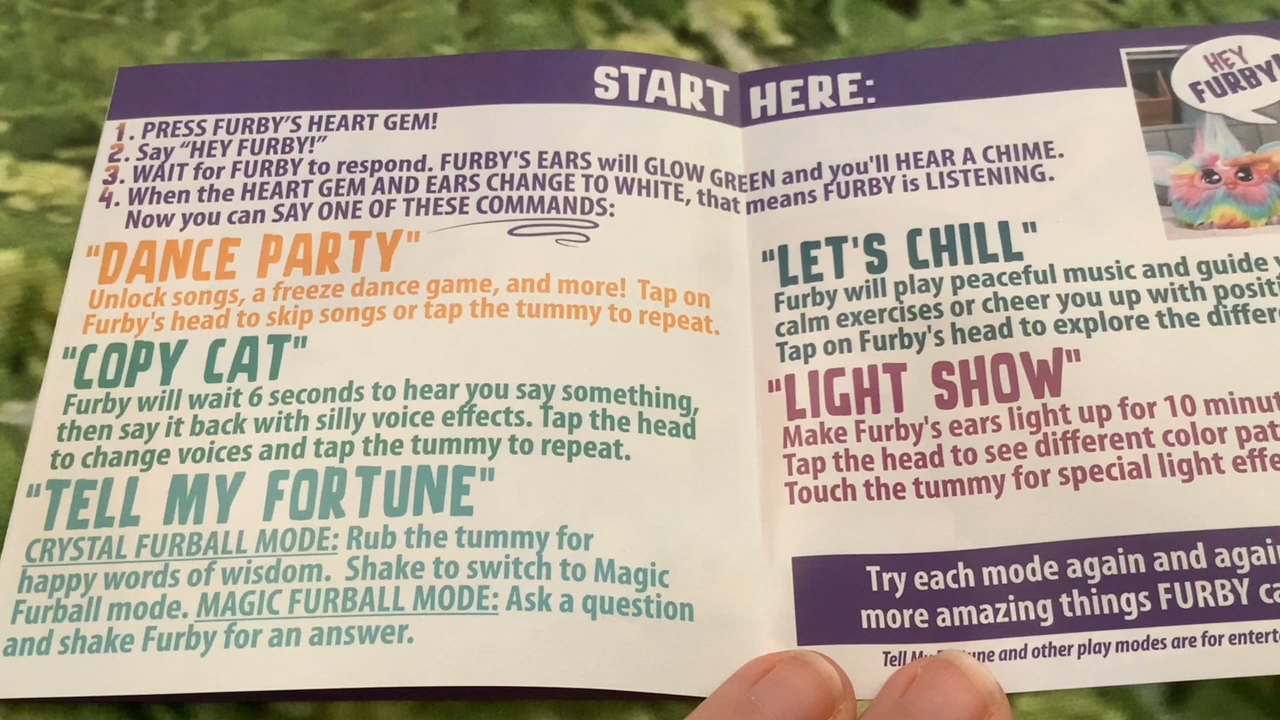 START HERE:
HEY
FURBY!
1. PRESS FURBY'S HEART GEM!
2. Say "HEY FURBY!"
3. WAIT for FURBY to respond. FURBY'S EARS will GLOW GREEN and you'll HEAR A CHIME.
4. When the HEART GEM AND EARS CHANGE TO WHITE, that means FURBY is LISTENING.
Now you can SAY ONE OF THESE COMMANDS:
"DANCE PARTY"
Unlock songs, a freeze dance game, and more! Tap on
Furby's head to skip songs or tap the tummy to repeat.
"COPY CAT"
Furby will wait 6 seconds to hear you say something,
then say it back with silly voice effects. Tap the head
to change voices and tap the tummy to repeat.
"TELL MY FORTUNE"
CRYSTAL FURBALL MODE: Rub the tummy for
happy words of wisdom. Shake to switch to Magic
Furball mode. MAGIC FURBALL MODE: Ask a question
and shake Furby for an answer.
"LET'S CHILL"
Furby will play peaceful music and guide
calm exercises or cheer you up with
Tap on Furby's head to explore the
"LIGHT SHOW"
Make Furby's ears light up for 10
Tap the head to see different color
Touch the tummy for special light
Try each mode again and
more amazing things FURBY
Tell and other play modes are for